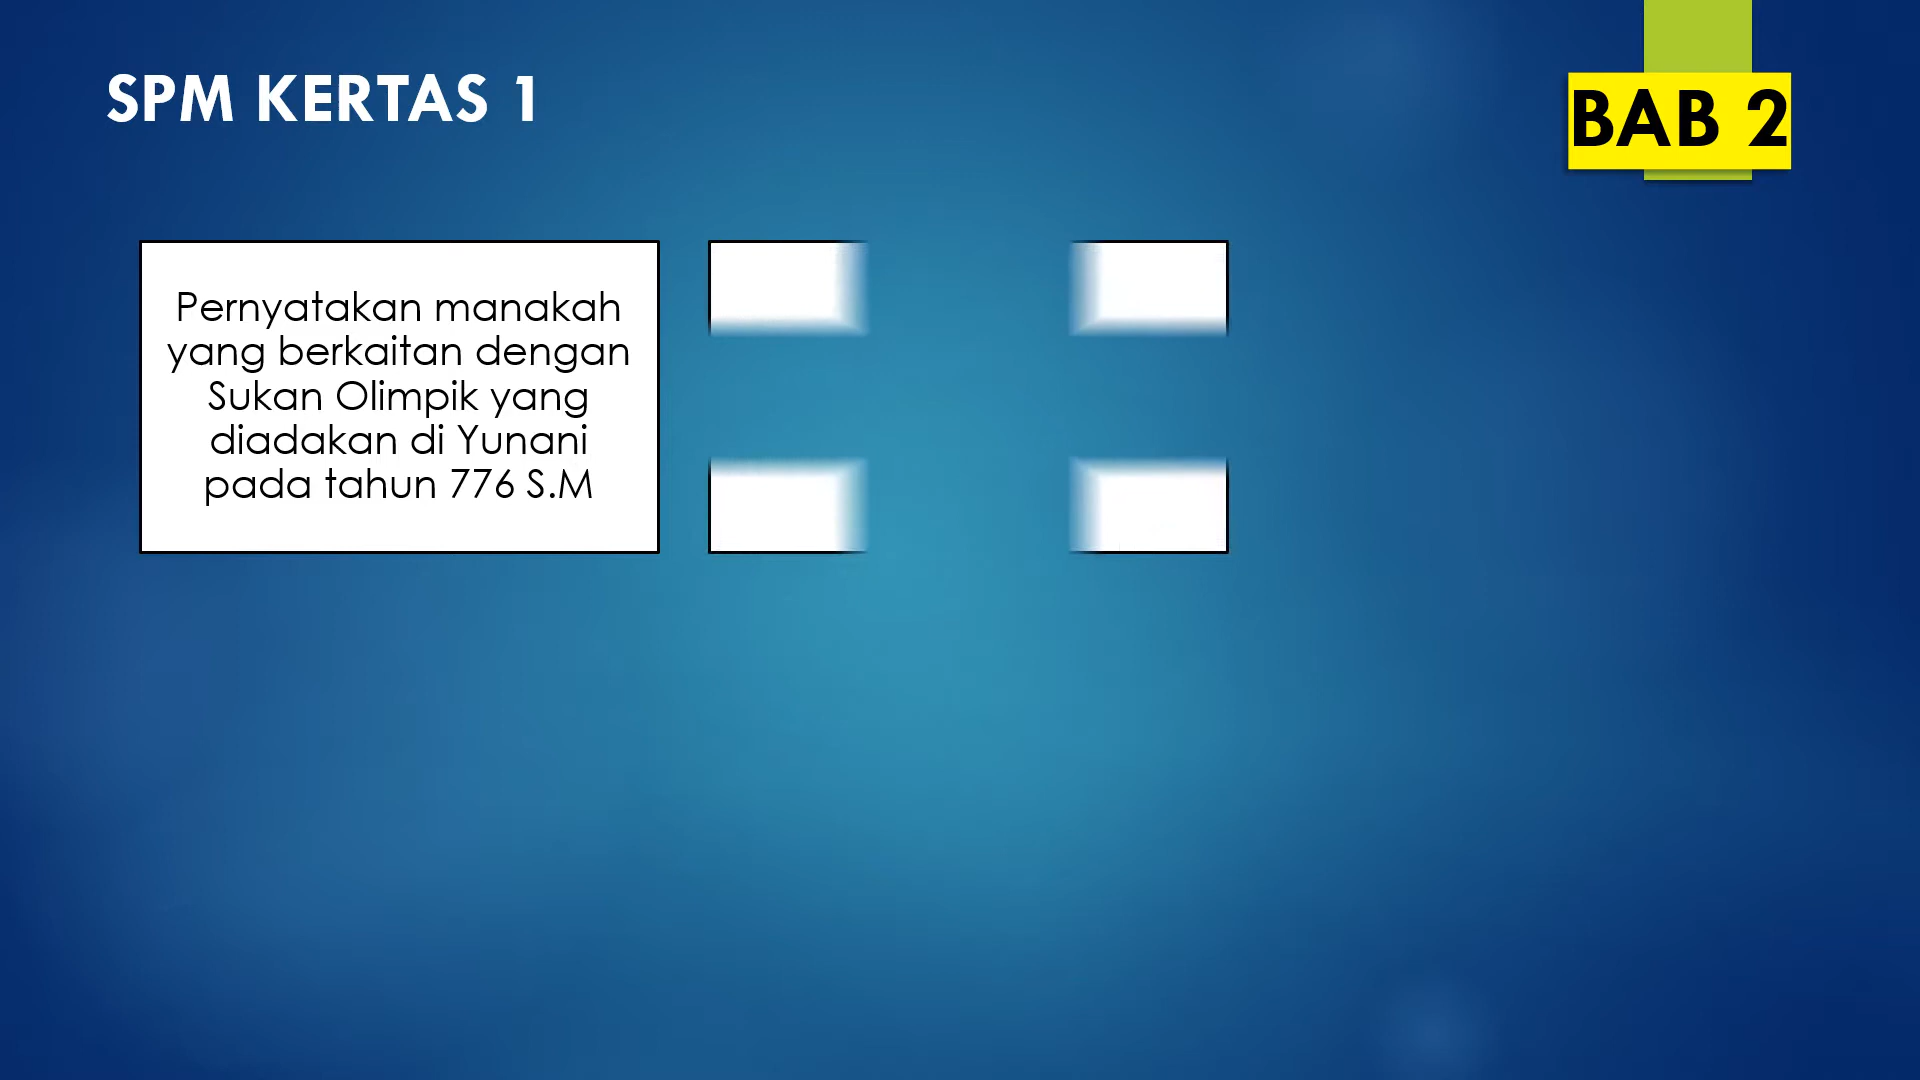 SPM KERTAS 1
BAB 2
Pernyatakan manakah
yang berkaitan dengan
Sukan Olimpik yang
diadakan di Yunani
pada tahun 776 S.M